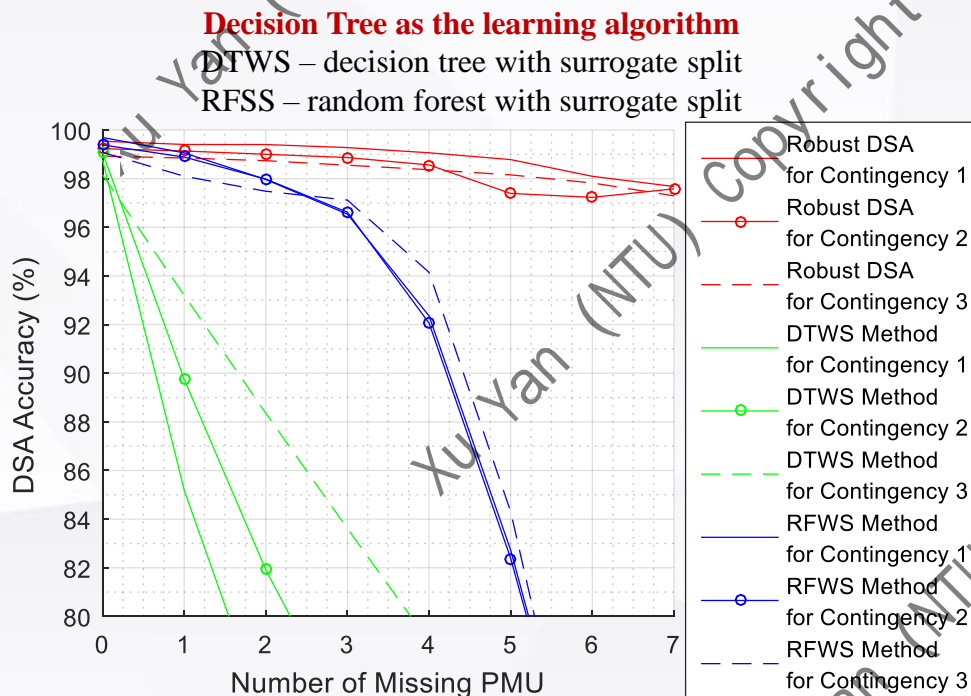 Decision Tree as the learning algorithm
DTWS – decision tree with surrogate split
RFSS – random forest with surrogate split
100
98
96
94
92
90
88
86
84
82
80
0
1
2
3
4
5
6
7
DSA Accuracy (%)
Number of Missing PMU
Robust DSA
for Contingency 1
Robust DSA
for Contingency 2
Robust DSA
for Contingency 3
DTWS Method
for Contingency 1
DTWS Method
for Contingency 2
DTWS Method
for Contingency 3
RFWS Method
for Contingency 1
RFWS Method
for Contingency 2
RFWS Method
for Contingency 3
Xu Yan (
Xu Yan (NTU) Copyright
an (NTU